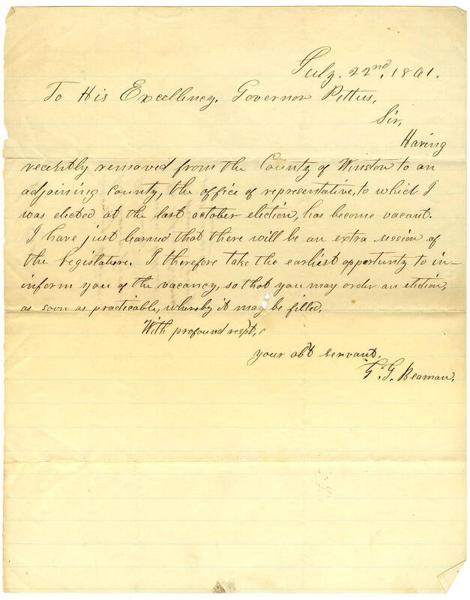 July 22nd, 1861.
To His Excellency, Governor Pettus,
Sir,
Having
recently removed from the County of Winston to an
adjoining county, the office of representative, to which I
was elected at the last october election, has become vacant.
I have just learned that there will be an extra session of
the legislature. I therefore take the earliest opportunity to in-
inform you of the vacancy, so that you may order an election,
as soon as practicable, whereby it may be filled.
With profound respt,
your obt servant,
G. Beaman.